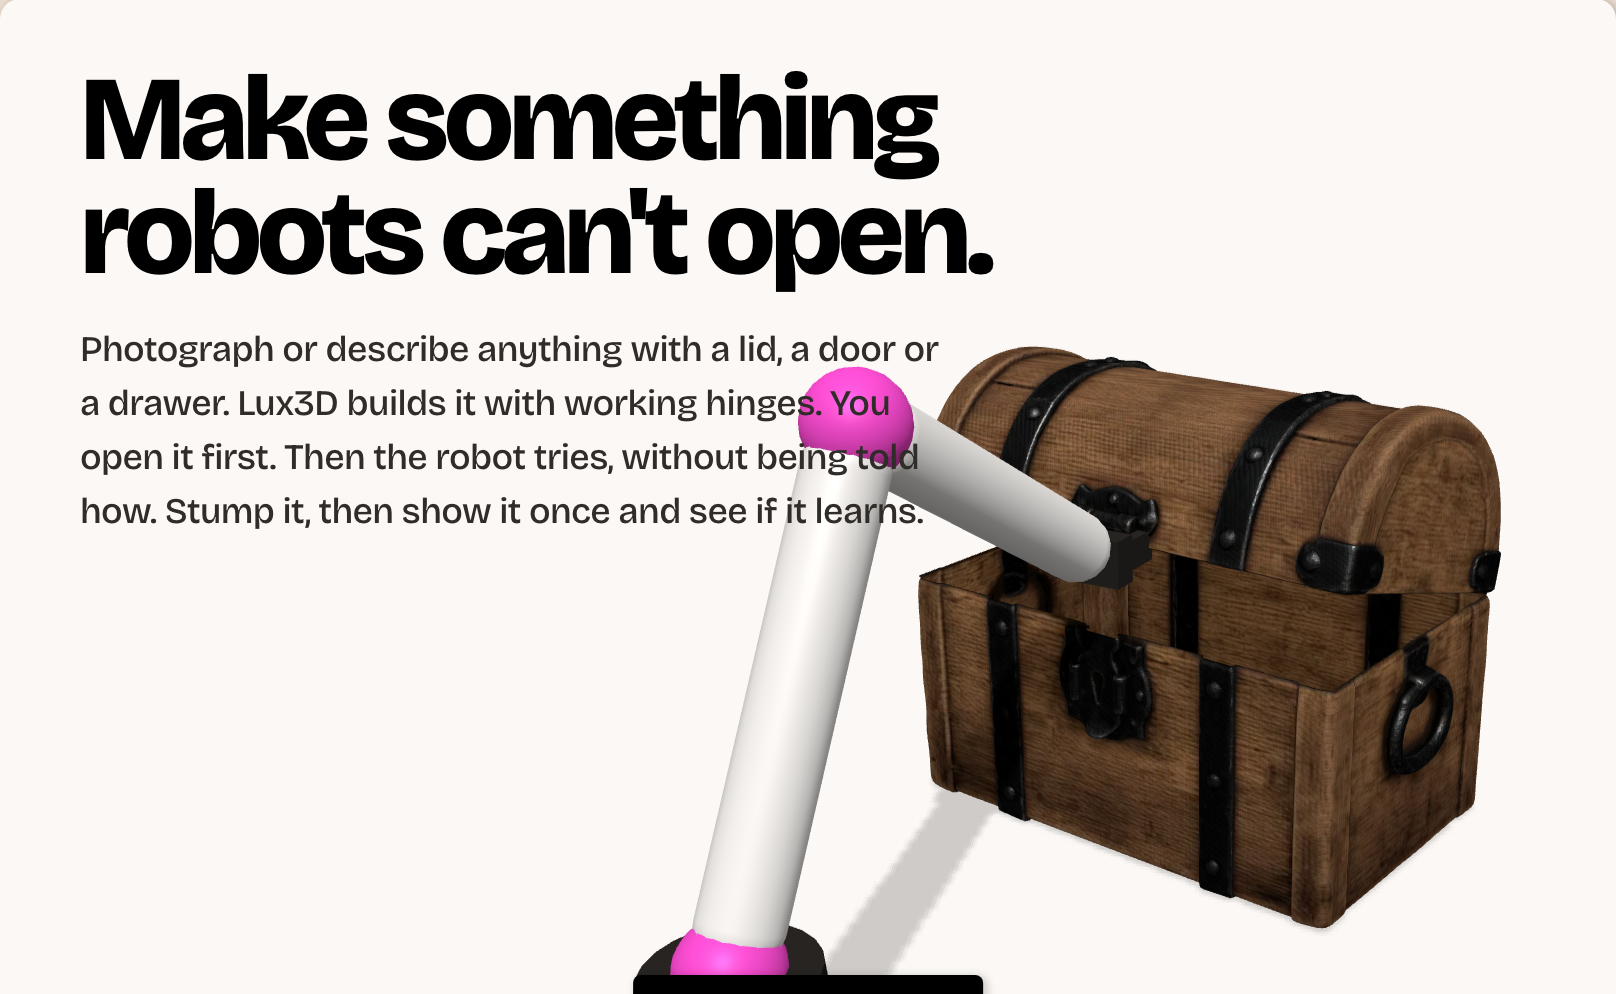 Make something
robots can't open.
Photograph or describe anything with a lid, a door or
a drawer. Lux3D builds it with working hinges. You
open it first. Then the robot tries, without being told
how. Stump it, then show it once and see if it learns.